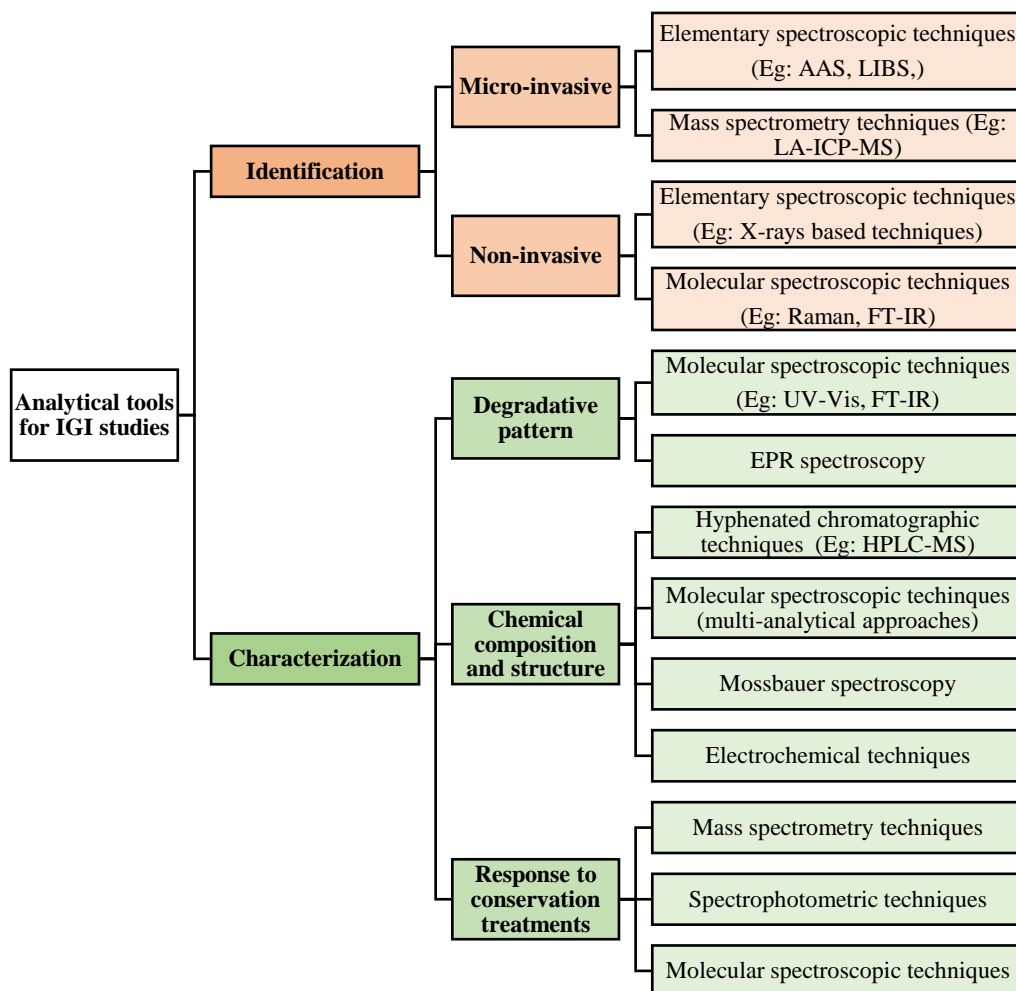 Analytical tools
for IGI studies
Identification
Micro-invasive
Elementary spectroscopic techniques
(Eg: AAS, LIBS,)
Mass spectrometry techniques (Eg:
LA-ICP-MS)
Non-invasive
Elementary spectroscopic techniques
(Eg: X-rays based techniques)
Molecular spectroscopic techniques
(Eg: Raman, FT-IR)
Characterization
Degradative
pattern
Molecular spectroscopic techniques
(Eg: UV-Vis, FT-IR)
EPR spectroscopy
Chemical
composition
and structure
Hyphenated chromatographic
techniques (Eg: HPLC-MS)
Molecular spectroscopic techinques
(multi-analytical approaches)
Mossbauer spectroscopy
Electrochemical techniques
Response to
conservation
treatments
Mass spectrometry techniques
Spectrophotometric techniques
Molecular spectroscopic techniques